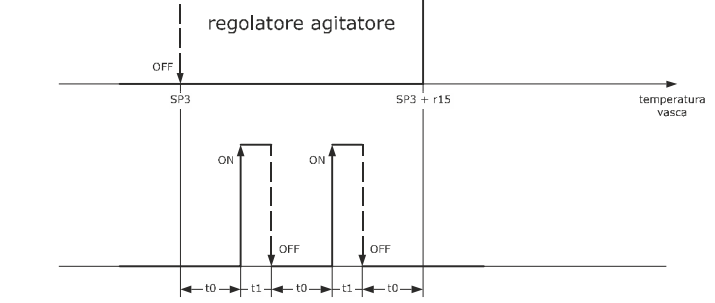 regolatore agitatore
OFF
SP3
SP3 + r15
temperatura
vasca
ON
ON
OFF
OFF
t0
t1
t0
t1
t0